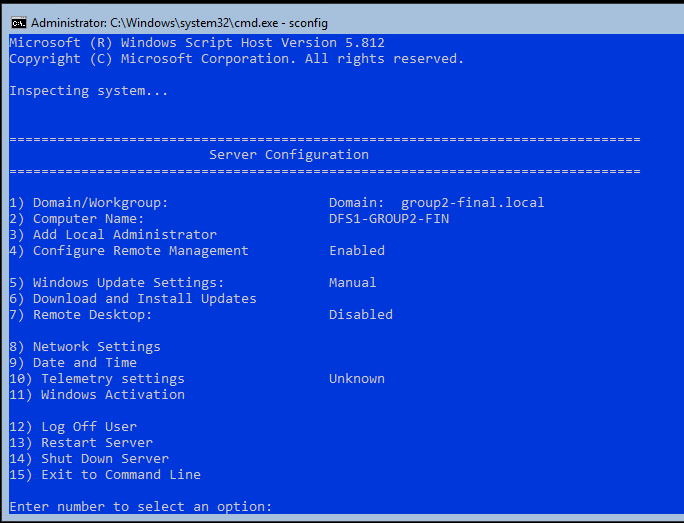 Administrator: C:\Windows\system32\cmd.exe - sconfig
Microsoft (R) Windows Script Host Version 5.812
Copyright (C) Microsoft Corporation. All rights reserved.
Inspecting system...
===============================================================================
Server Configuration
===============================================================================
1) Domain/Workgroup: Domain: group2-final.local
2) Computer Name: DFS1-GROUP2-FIN
3) Add Local Administrator
4) Configure Remote Management Enabled
5) Windows Update Settings: Manual
6) Download and Install Updates
7) Remote Desktop: Disabled
8) Network Settings
9) Date and Time
10) Telemetry settings Unknown
11) Windows Activation
12) Log Off User
13) Restart Server
14) Shut Down Server
15) Exit to Command Line
Enter number to select an option: